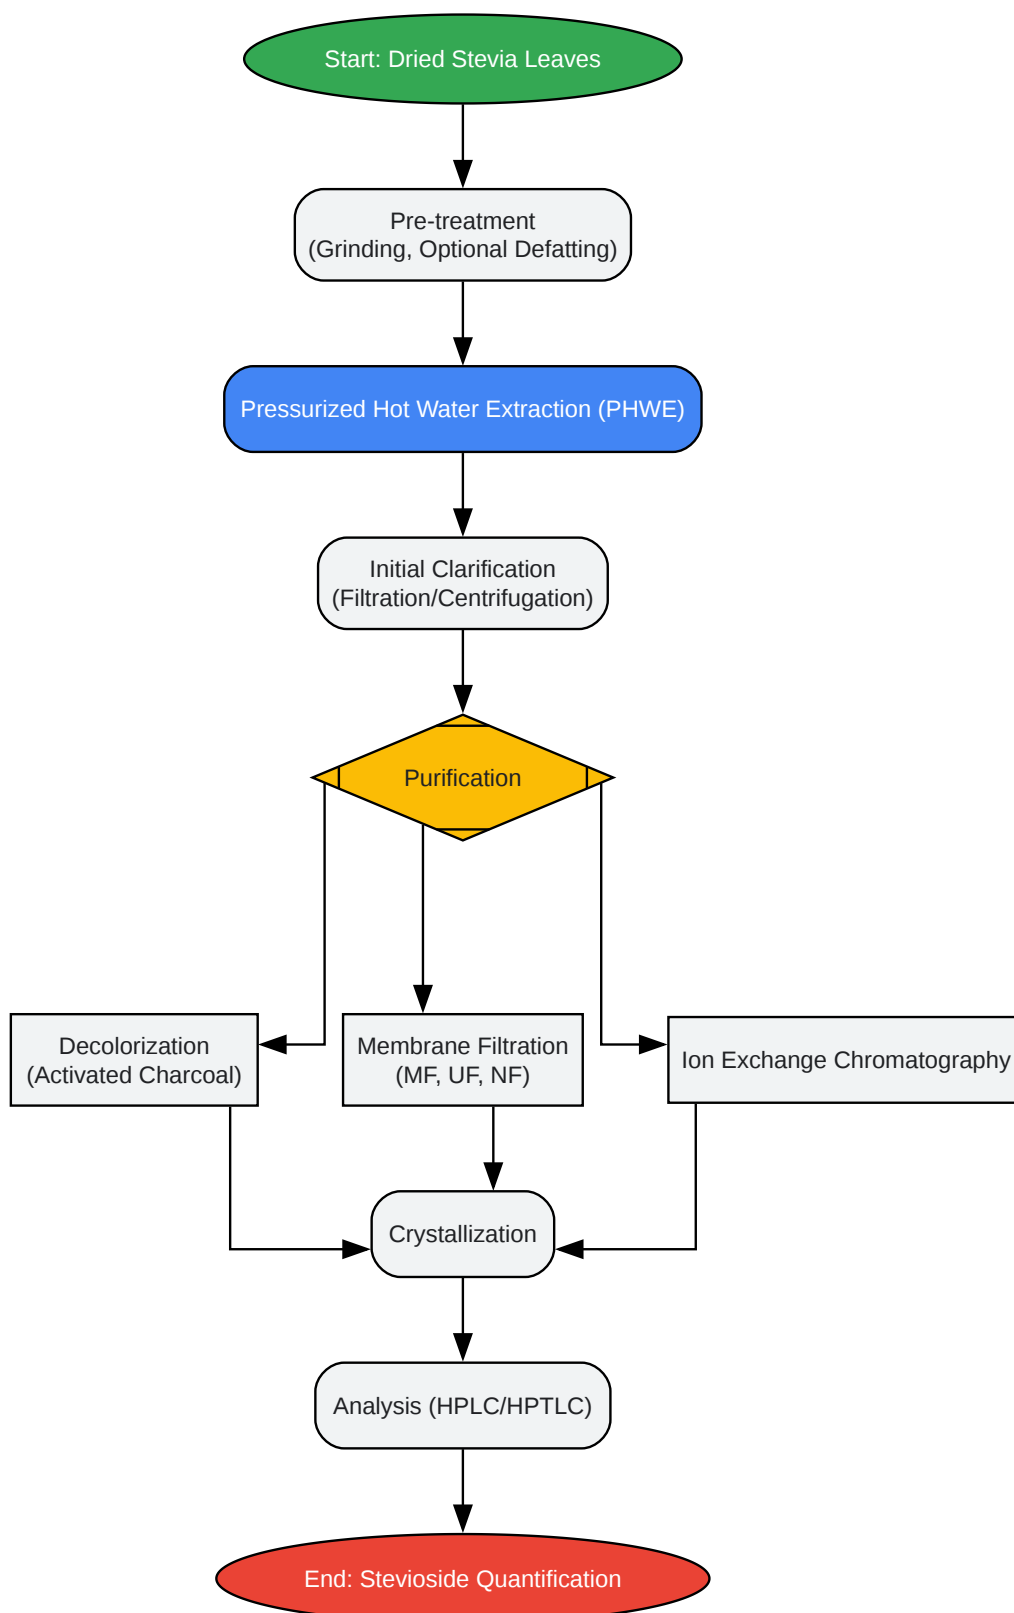 Start: Dried Stevia Leaves
Pre-treatment
(Grinding, Optional Defatting)
Pressurized Hot Water Extraction (PHWE)
Initial Clarification
(Filtration/Centrifugation)
Purification
Decolorization
(Activated Charcoal)
Membrane Filtration
(MF, UF, NF)
Ion Exchange Chromatography
Crystallization
Analysis (HPLC/HPTLC)
End: Stevioside Quantification